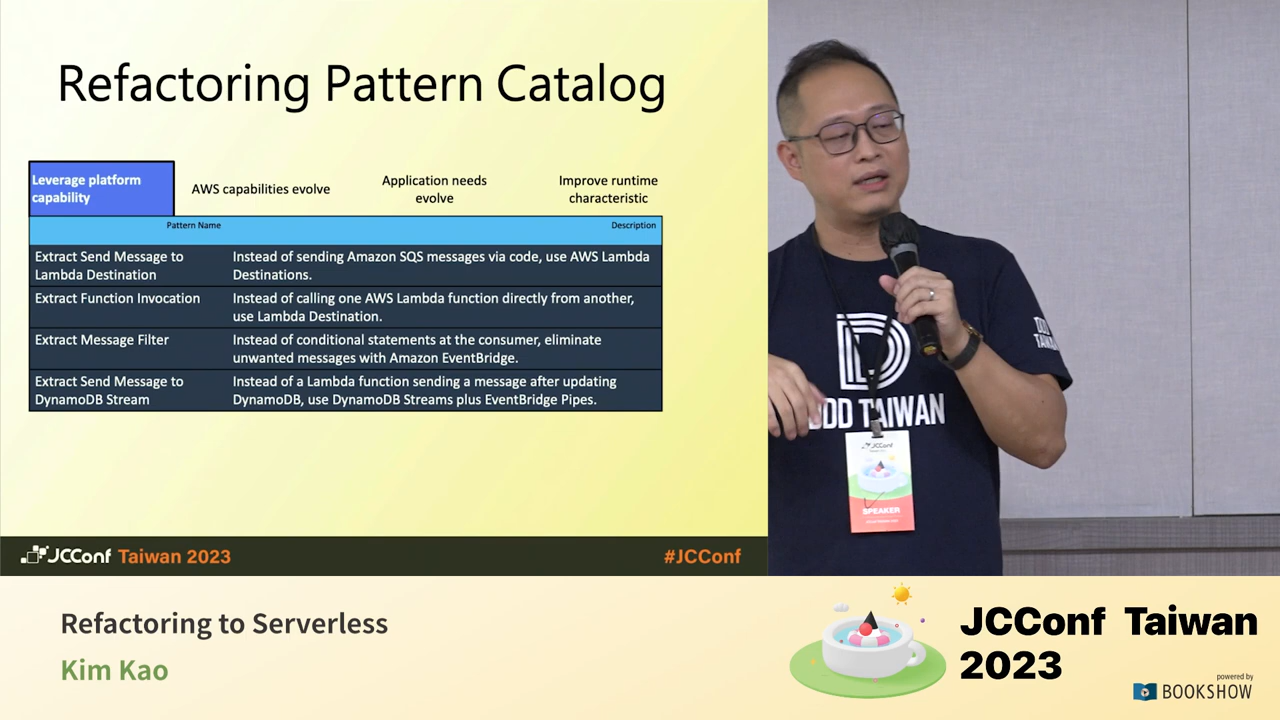 Refactoring Pattern Catalog
Leverage platform
capability
AWS capabilities evolve
Application needs
evolve
Improve runtime
characteristic
Pattern Name
Description
Extract Send Message to
Lambda Destination
Instead of sending Amazon SQS messages via code, use AWS Lambda
Destinations.
Extract Function Invocation
Instead of calling one AWS Lambda function directly from another,
use Lambda Destination.
Extract Message Filter
Instead of conditional statements at the consumer, eliminate
unwanted messages with Amazon EventBridge.
Extract Send Message to
DynamoDB Stream
Instead of a Lambda function sending a message after updating
DynamoDB, use DynamoDB Streams plus EventBridge Pipes.
JCConf Taiwan 2023
#JCConf
DDD TAIWAN
JCConf
SPEAKER
Refactoring to Serverless
Kim Kao
JCConf Taiwan
2023
powered by
BOOKSHOW